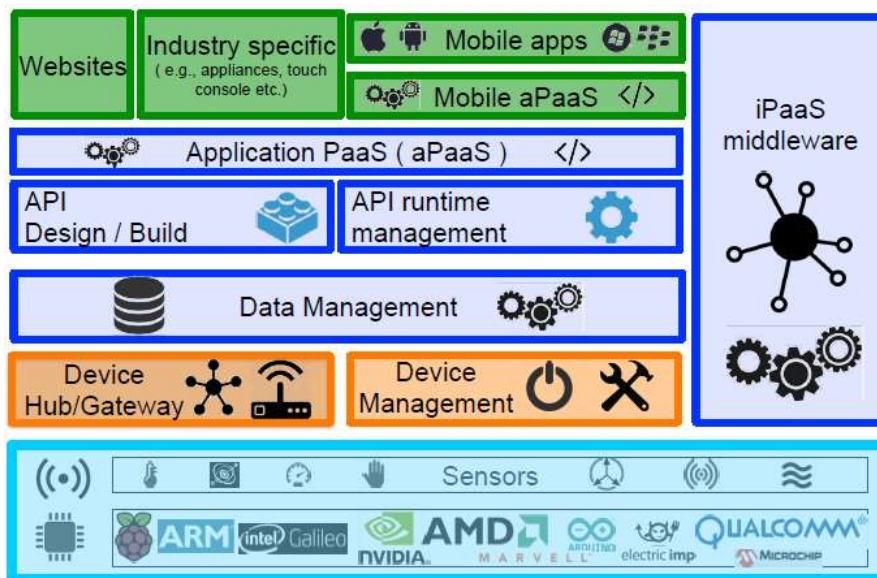 Websites
Industry specific
( e.g., appliances, touch
console etc.)
Mobile apps
Mobile aPaaS </>
Application PaaS ( aPaaS ) </>
API
Design / Build
API runtime
management
Data Management
Device
Hub/Gateway
Device
Management
iPaaS
middleware
Sensors
ARM
intel Galileo
NVIDIA.
AMD
MARVELL
ARDUINO
electric imp
QUALCOMM
MICROCHIP